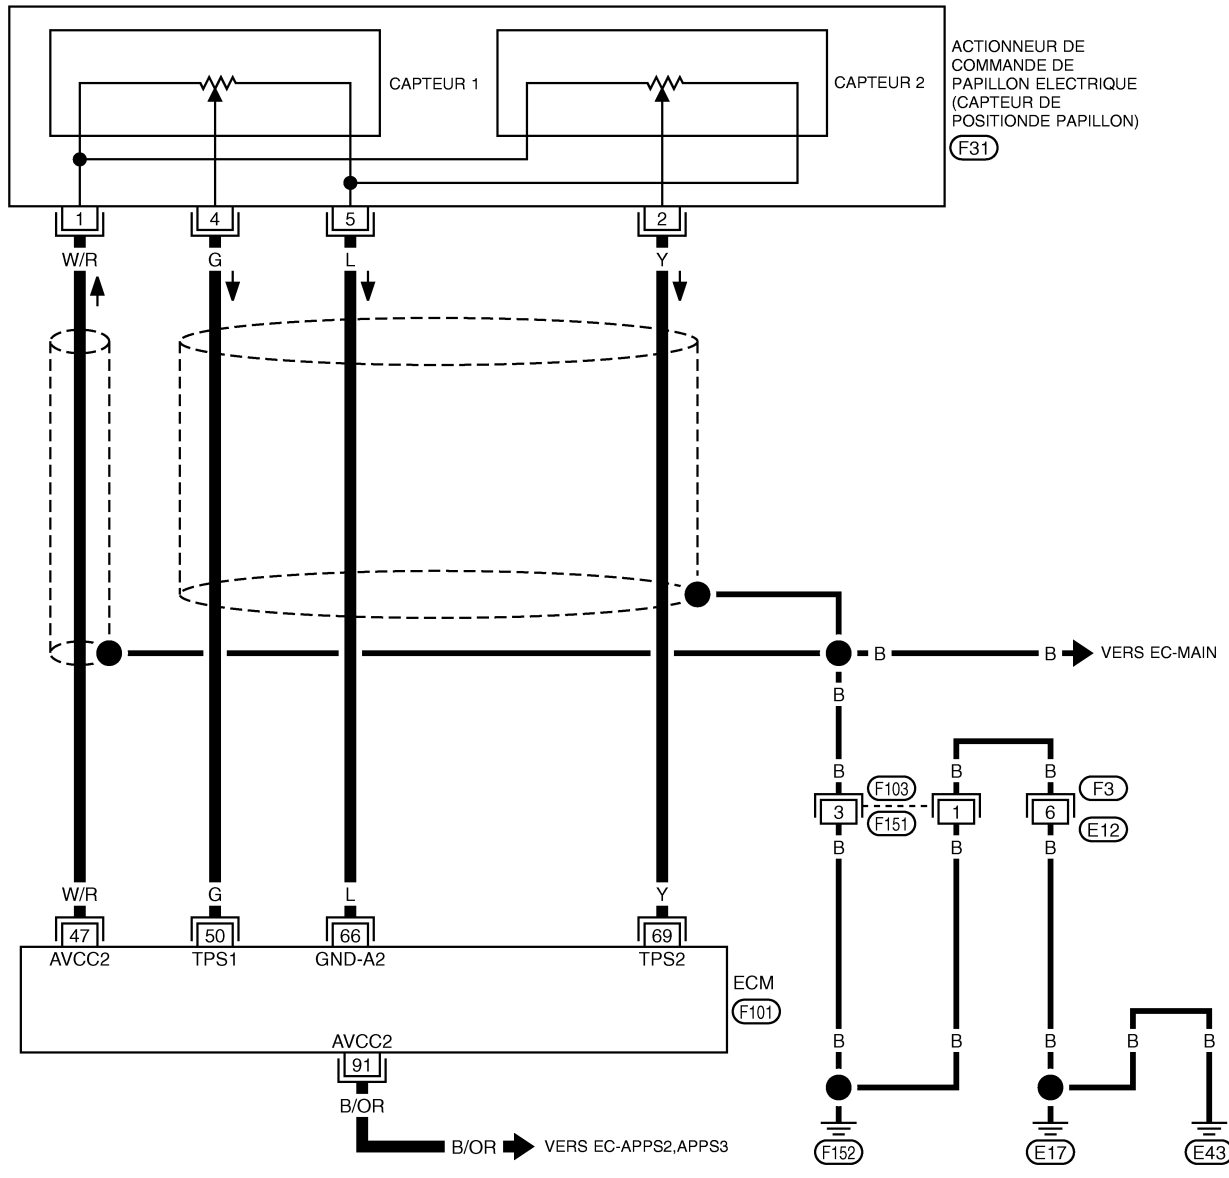 ACTIONNEUR DE
COMMANDE DE
PAPILLON ELECTRIQUE
(CAPTEUR DE
POSITIONDE PAPILLON)
F31
CAPTEUR 1
CAPTEUR 2
1
4
5
2
W/R
G
L
Y
B
B
VERS EC-MAIN
B
B
B
B
F103
F3
3
1
6
F151
E12
B
B
B
W/R
G
L
Y
47
50
66
69
AVCC2
TPS1
GND-A2
TPS2
ECM
F101
AVCC2
91
B
B
B
B
B
B/OR
B/OR
VERS EC-APPS2,APPS3
F152
E17
E43